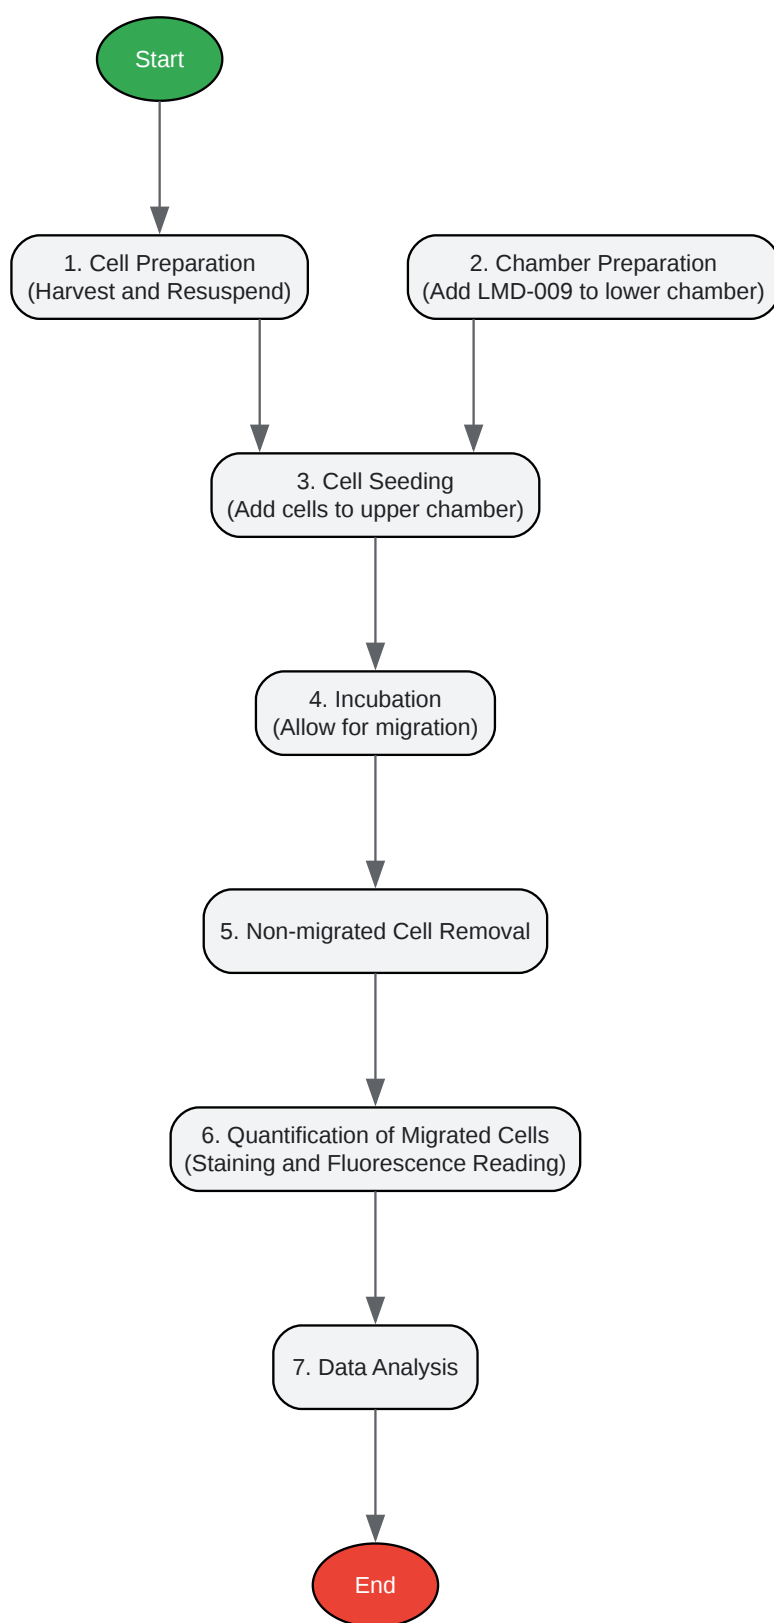 Start
1. Cell Preparation
(Harvest and Resuspend)
2. Chamber Preparation
(Add LMD-009 to lower chamber)
3. Cell Seeding
(Add cells to upper chamber)
4. Incubation
(Allow for migration)
5. Non-migrated Cell Removal
6. Quantification of Migrated Cells
(Staining and Fluorescence Reading)
7. Data Analysis
End